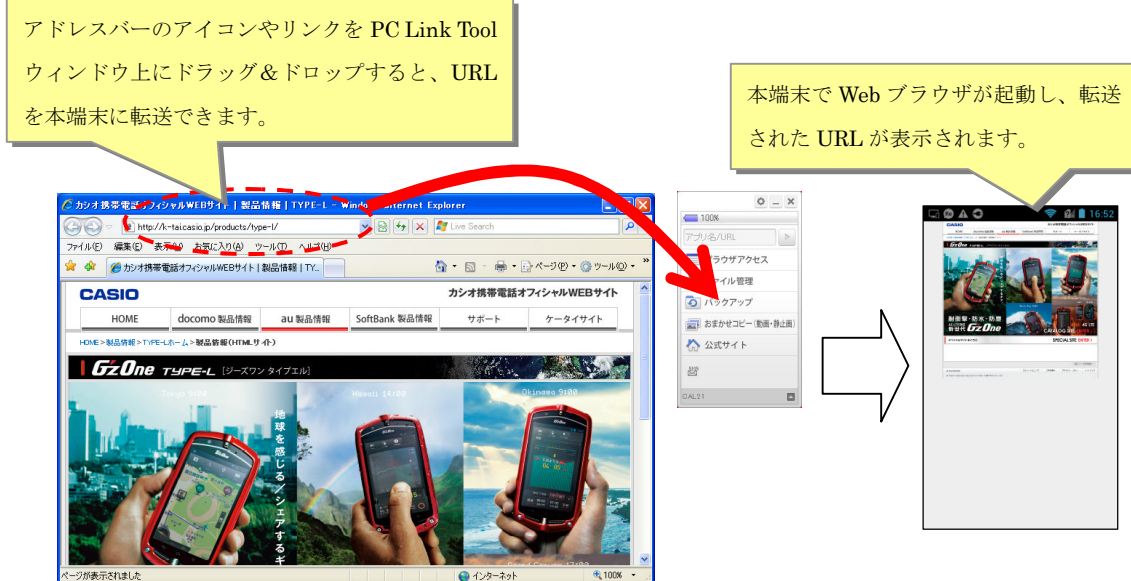 アドレスバーのアイコンやリンクを PC Link Tool
ウィンドウ上にドラッグ＆ドロップすると、URL
を本端末に転送できます。
本端末で Web ブラウザが起動し、転送
された URL が表示されます。
カシオ携帯電話オフィシャルWEBサイト | 製品情報 | TYPE-L - Windows Internet Explorer
http://k-tai.casio.jp/products/type-l/
Live Search
ファイル(F) 編集(E) 表示(V) お気に入り(A) ツール(T) ヘルプ(H)
カシオ携帯電話オフィシャルWEBサイト | 製品情報 | TY...
ページ(P) ツール(O)
CASIO
カシオ携帯電話オフィシャルWEBサイト
HOME docomo 製品情報 au 製品情報 SoftBank 製品情報 サポート ケータイサイト
HOME > 製品情報 > TYPE-Lホーム > 製品情報(HTMLサイト)
G'zOne TYPE-L [ジーズワン タイプエル]
Tokyo 9:00
Hawaii 14:00
Okinawa 9:00
地球を感じる／シェアするギ
ページが表示されました
インターネット
100%
100%
アプリ名/URL
ブラウザアクセス
ファイル管理
バックアップ
おまかせコピー（動画・静止画）
公式サイト
CAL21
16:52
CASIO
G'zOne
耐衝撃・防水・防塵
新世代 G'zOne
CATALOG SITE ENTER
SPECIAL SITE ENTER